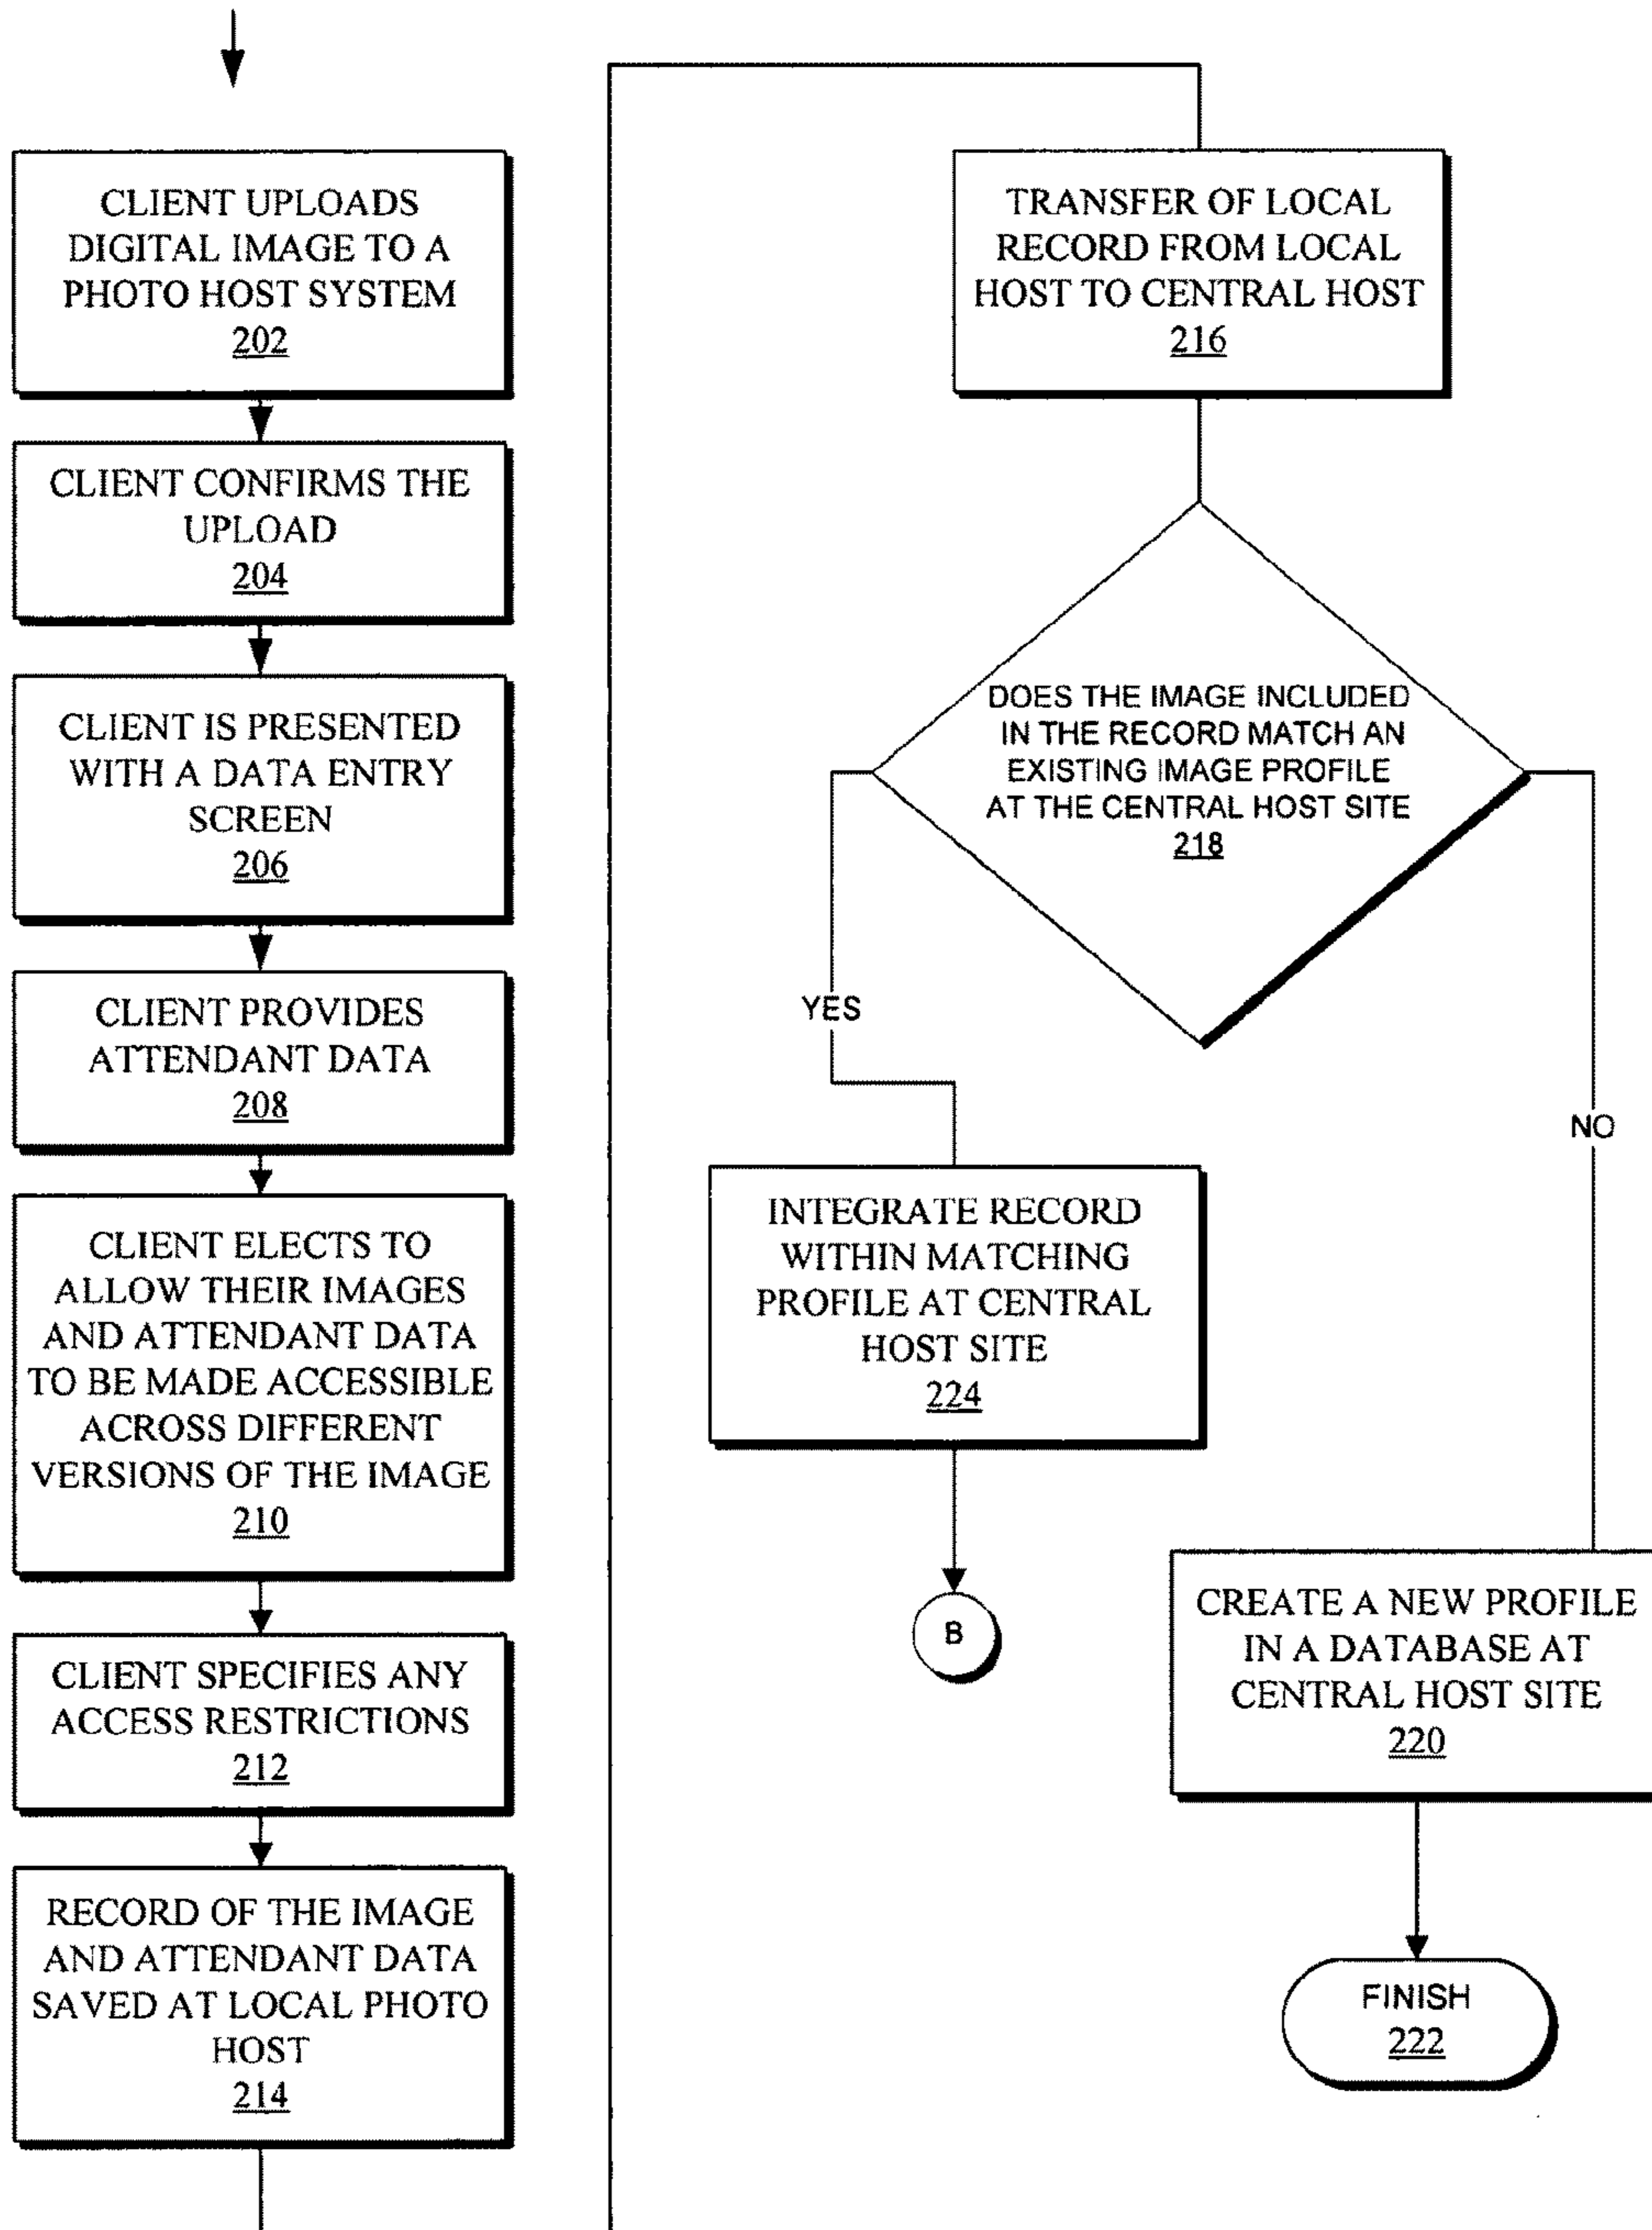 CLIENT UPLOADS
DIGITAL IMAGE TO A
PHOTO HOST SYSTEM
202
CLIENT CONFIRMS THE
UPLOAD
204
CLIENT IS PRESENTED
WITH A DATA ENTRY
SCREEN
206
CLIENT PROVIDES
ATTENDANT DATA
208
CLIENT ELECTS TO
ALLOW THEIR IMAGES
AND ATTENDANT DATA
TO BE MADE ACCESSIBLE
ACROSS DIFFERENT
VERSIONS OF THE IMAGE
210
CLIENT SPECIFIES ANY
ACCESS RESTRICTIONS
212
RECORD OF THE IMAGE
AND ATTENDANT DATA
SAVED AT LOCAL PHOTO
HOST
214
TRANSFER OF LOCAL
RECORD FROM LOCAL
HOST TO CENTRAL HOST
216
DOES THE IMAGE INCLUDED
IN THE RECORD MATCH AN
EXISTING IMAGE PROFILE
AT THE CENTRAL HOST SITE
218
YES
NO
INTEGRATE RECORD
WITHIN MATCHING
PROFILE AT CENTRAL
HOST SITE
224
B
CREATE A NEW PROFILE
IN A DATABASE AT
CENTRAL HOST SITE
220
FINISH
222